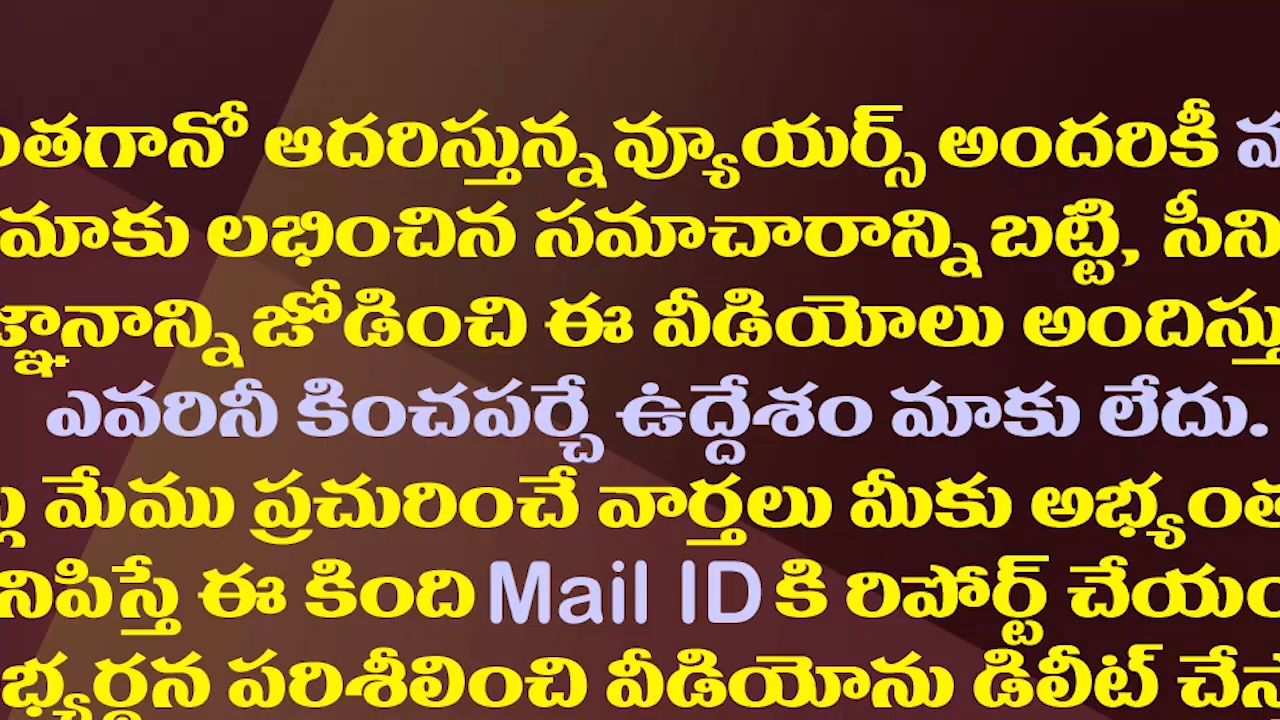 ఆదరిస్తున్న వ్యూయర్స్ అందరికీ
మాకు లభించిన సమాచారాన్ని బట్టి, సీని
జోడించి ఈ వీడియోలు
ఎవరినీ కించపర్చే ఉద్దేశం మాకు లేదు.
మేము ప్రచురించే వార్తలు మీకు
ఈ కింది Mail ID కి రిపోర్ట్
పరిశీలించి వీడియోను డిలీట్